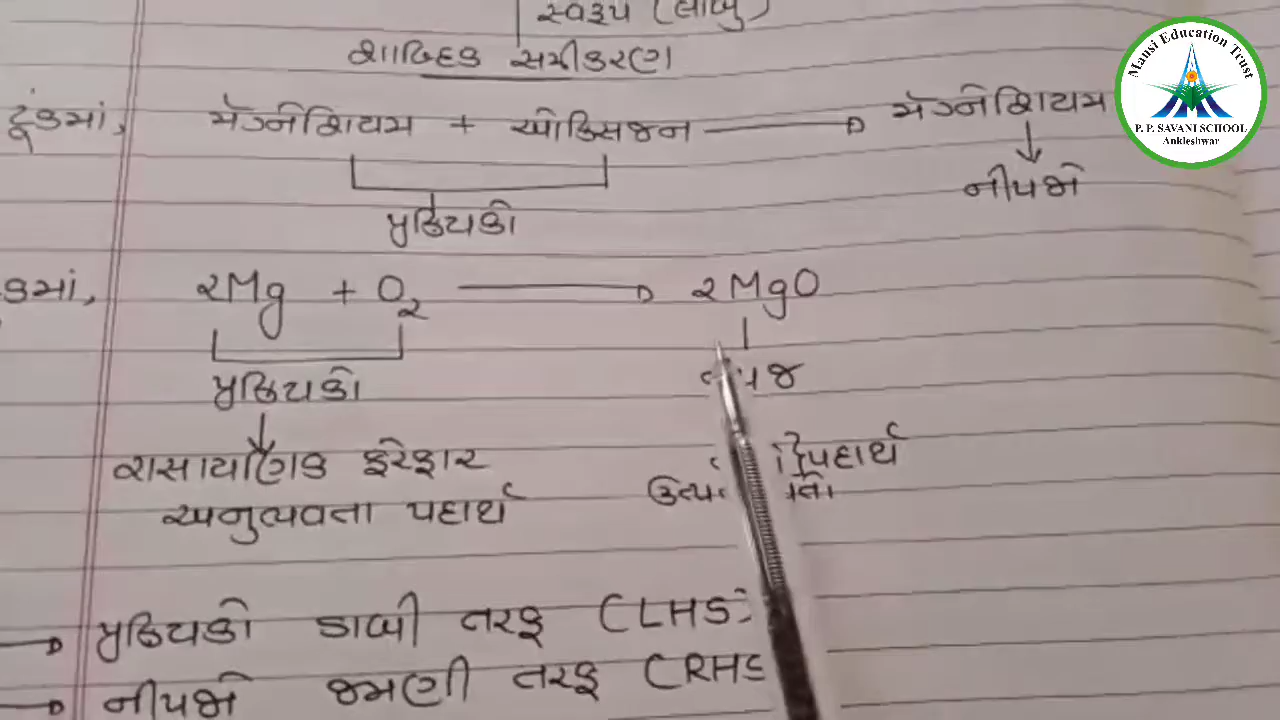 સ્વરૂપ (લાંબુ)
શાબ્દિક સમીકરણ
ટૂંકમાં, મેગ્નેશિયમ + ઓક્સિજન → મેગ્નેશિયમ
નીપજો
પ્રક્રિયકો
2Mg + O₂ → 2MgO
પ્રક્રિયકો
રાસાયણિક ફેરફાર પદાર્થ
અનુભવતા પદાર્થ
→ પ્રક્રિયકો ડાબી તરફ (LHS)
→ નીપજો જમણી તરફ (RHS
Mansi Education Trust
P. P. SAVANI SCHOOL
Ankleshwar